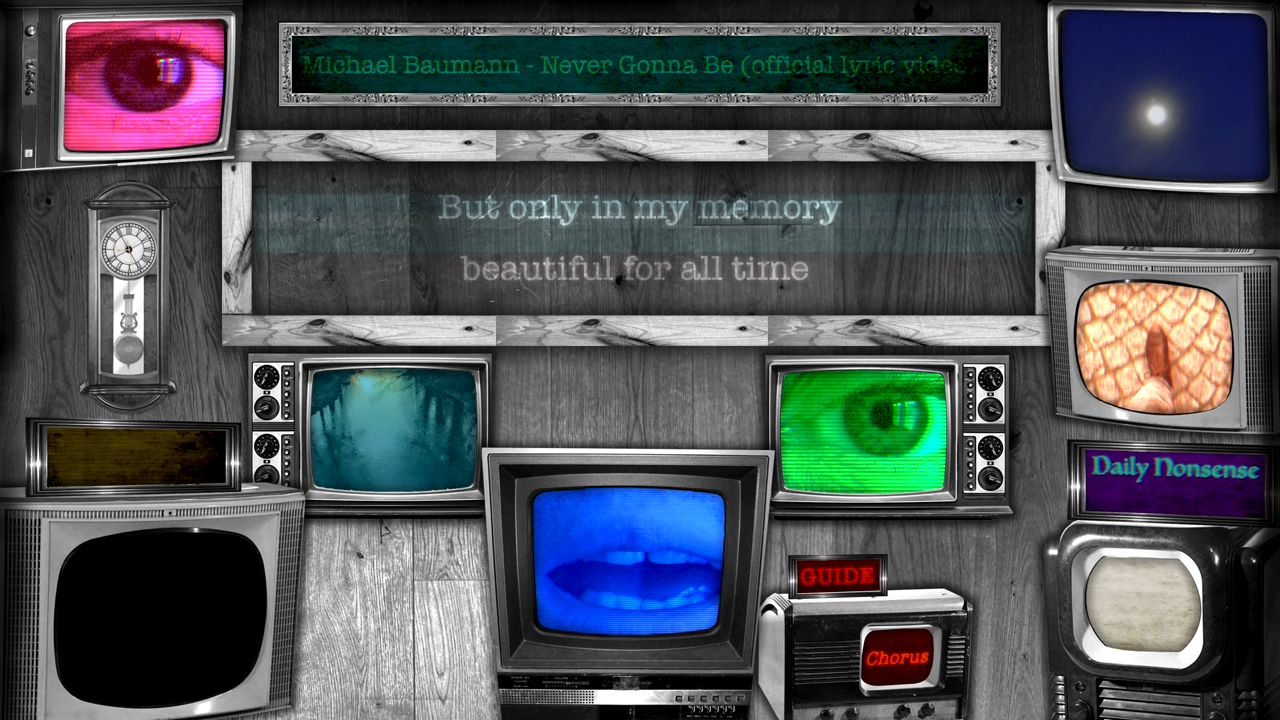 Michael Baumann - Never Gonna Be (official lyric video
But only in my memory
beautiful for all time
Daily Nonsense
GUIDE
Chorus